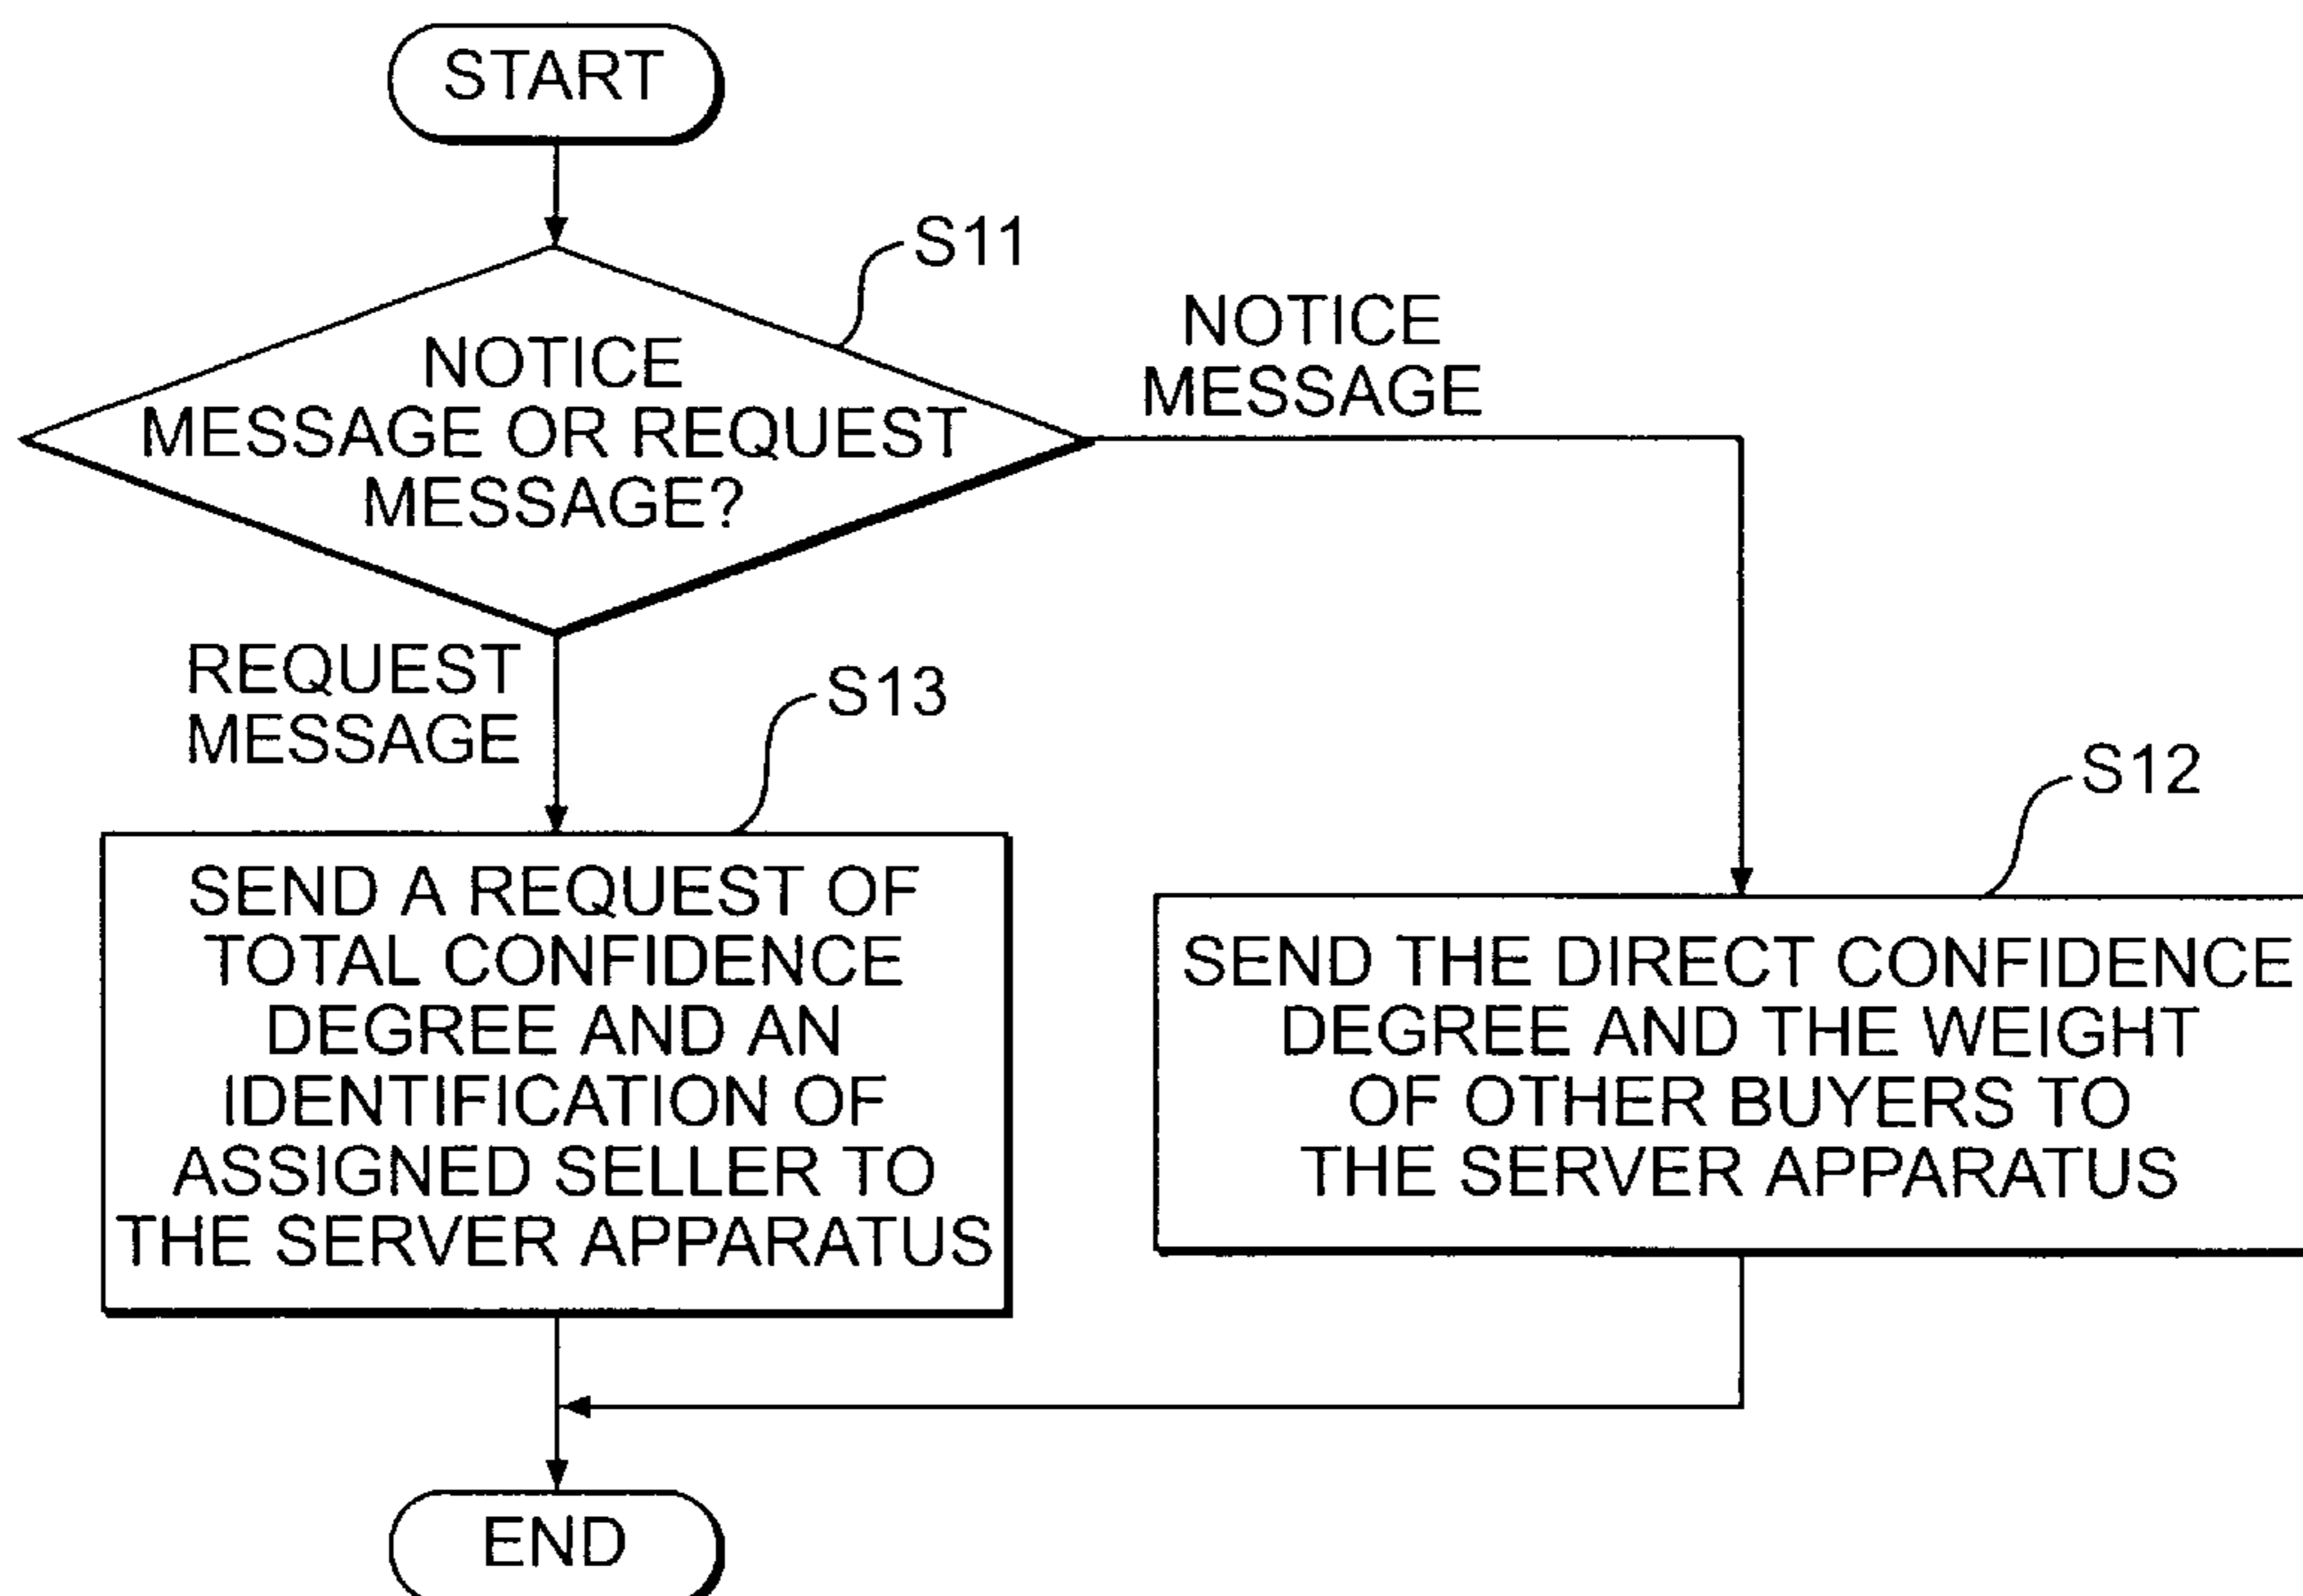 START
S11
NOTICE
MESSAGE OR REQUEST
MESSAGE?
NOTICE
MESSAGE
REQUEST
MESSAGE
S13
SEND A REQUEST OF
TOTAL CONFIDENCE
DEGREE AND AN
IDENTIFICATION OF
ASSIGNED SELLER TO
THE SERVER APPARATUS
S12
SEND THE DIRECT CONFIDENCE
DEGREE AND THE WEIGHT
OF OTHER BUYERS TO
THE SERVER APPARATUS
END